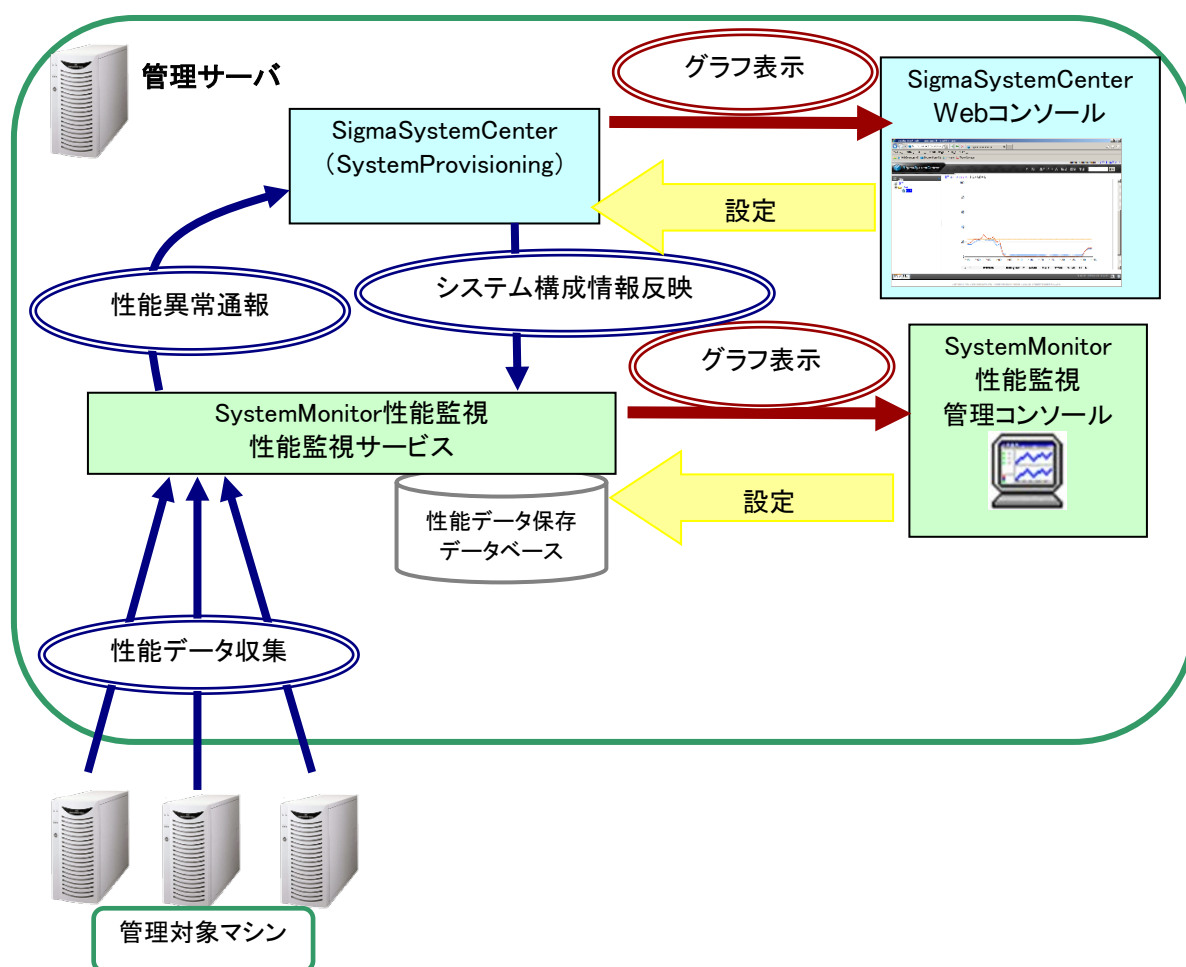 管理サーバ
グラフ表示
SigmaSystemCenter
Webコンソール
SigmaSystemCenter
（SystemProvisioning）
設定
性能異常通報
システム構成情報反映
グラフ表示
SystemMonitor
性能監視
管理コンソール
SystemMonitor性能監視
性能監視サービス
設定
性能データ保存
データベース
性能データ収集
管理対象マシン